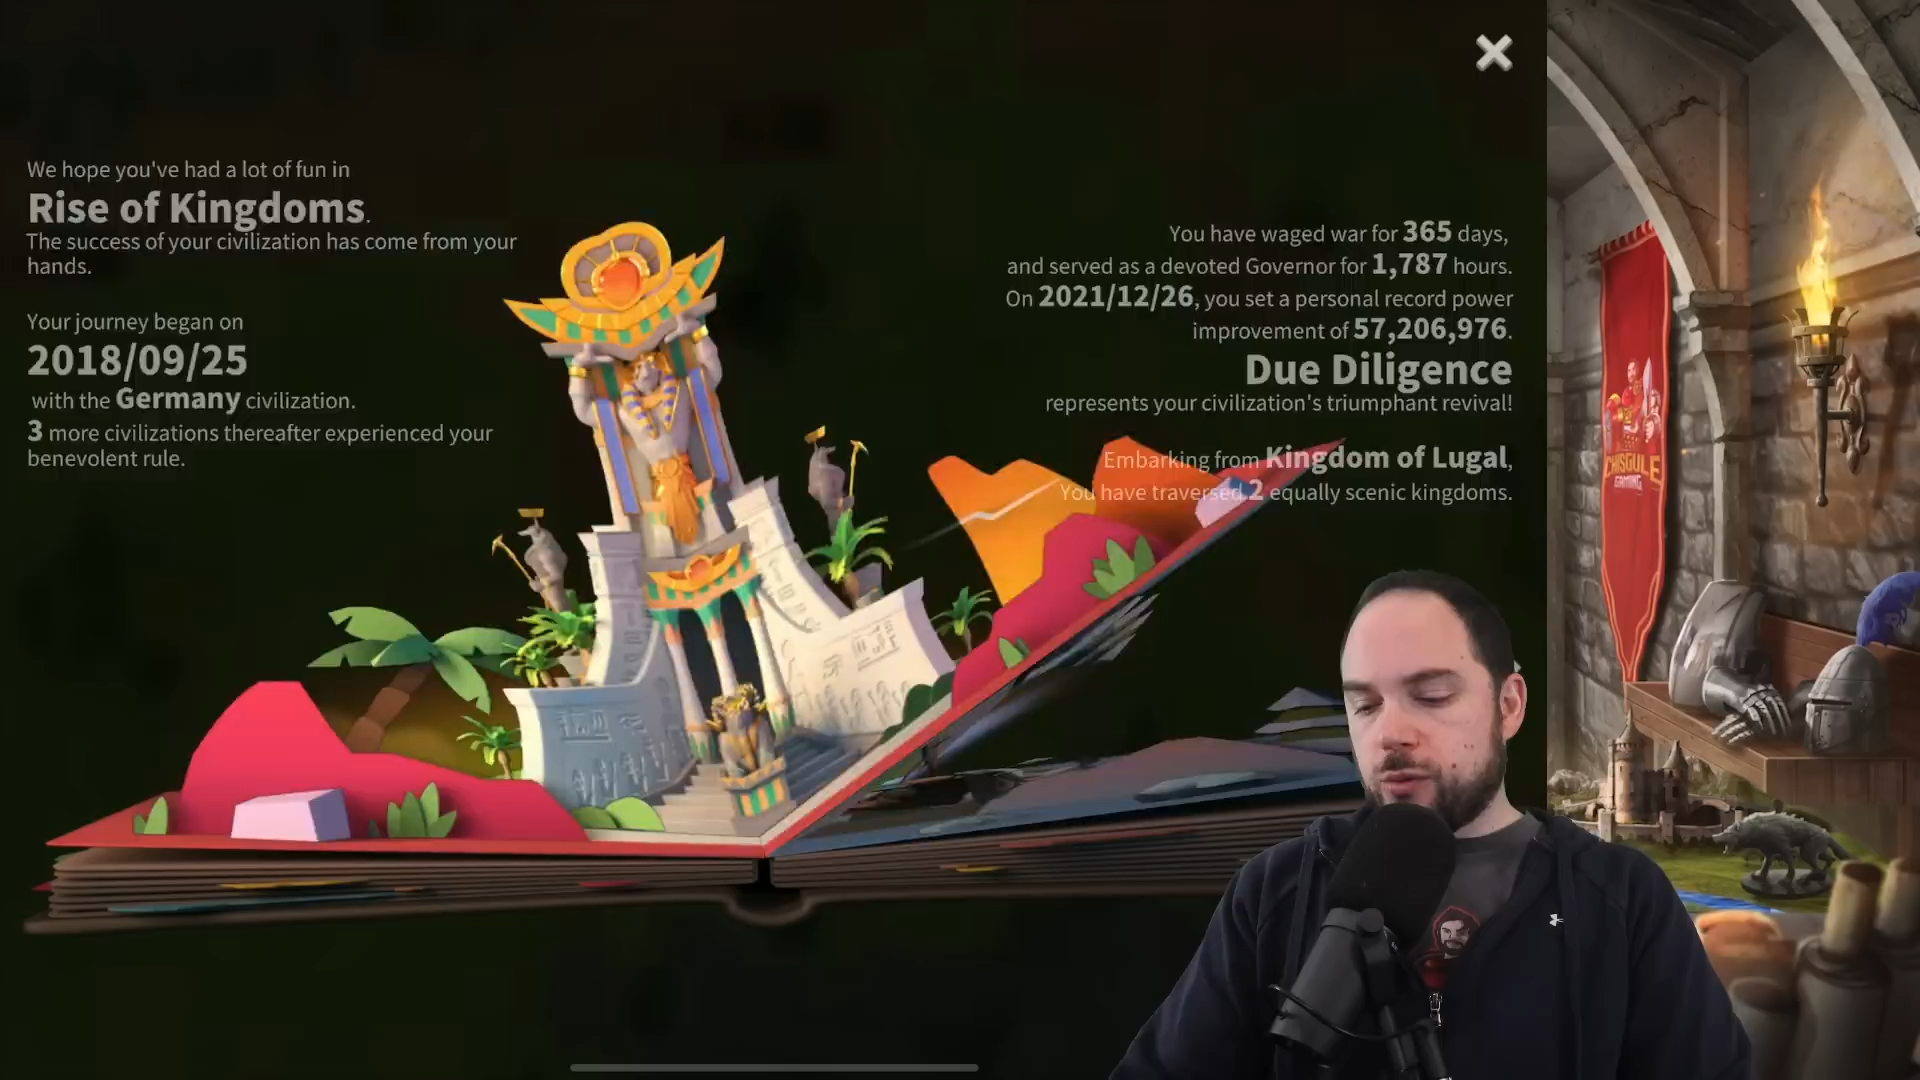 We hope you've had a lot of fun in
Rise of Kingdoms.
The success of your civilization has come from your
hands.
Your journey began on
2018/09/25
with the Germany civilization.
3 more civilizations thereafter experienced your
benevolent rule.
You have waged war for 365 days,
and served as a devoted Governor for 1,787 hours.
On 2021/12/26, you set a personal record power
improvement of 57,206,976.
Due Diligence
represents your civilization's triumphant revival!
Embarking from Kingdom of Lugal,
You have traversed 2 equally scenic kingdoms.
CHISGULE
GAMING